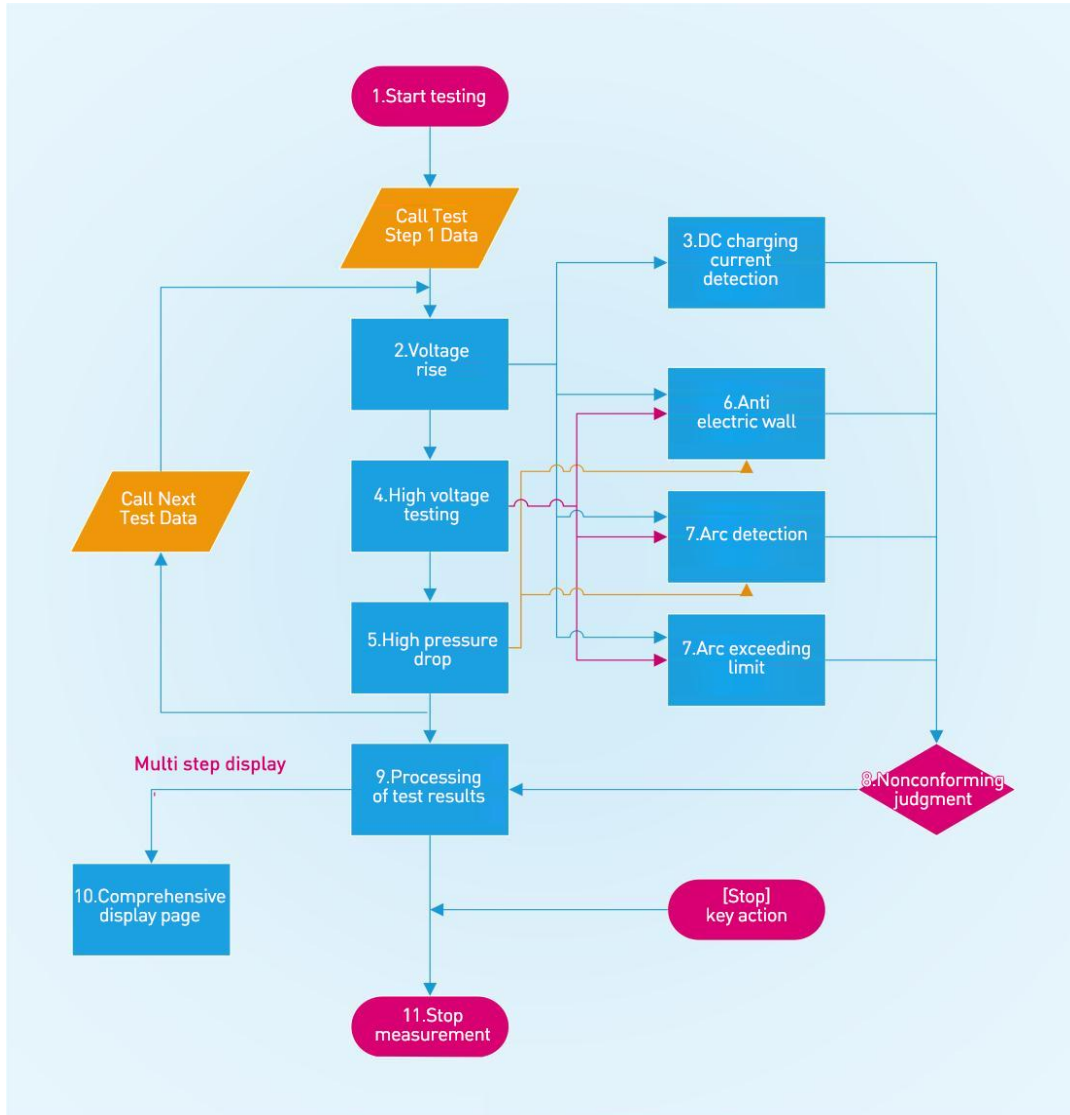 1.Start testing
Call Test
Step 1 Data
3.DC charging
current
detection
2.Voltage
rise
6.Anti
electric wall
Call Next
Test Data
4.High voltage
testing
7.Arc detection
5.High pressure
drop
7.Arc exceeding
limit
Multi step display
9.Processing
of test results
8.Nonconforming
judgment
10.Comprehensive
display page
[Stop]
key action
11.Stop
measurement